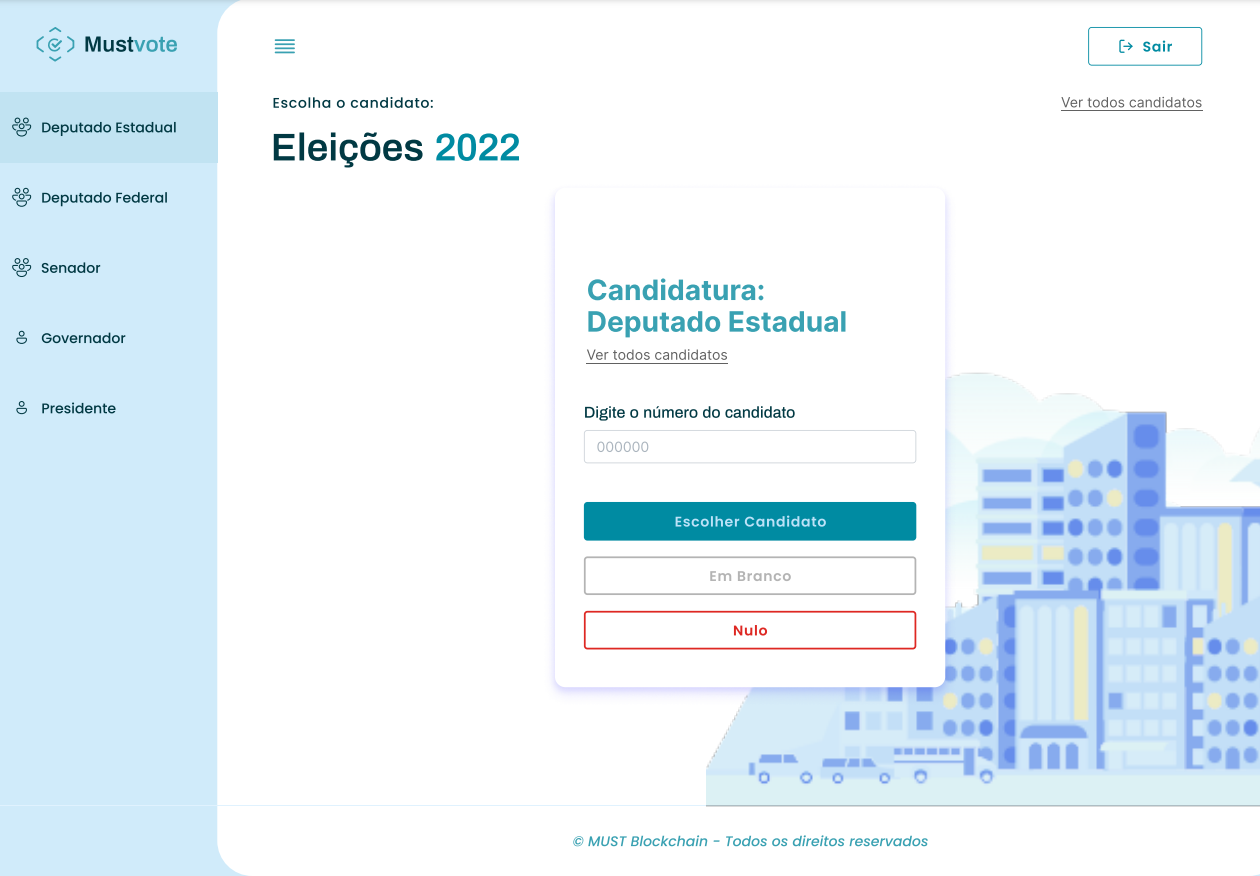 Mustvote
Sair
Deputado Estadual
Deputado Federal
Senador
Governador
Presidente
Escolha o candidato:
Ver todos candidatos
Eleições 2022
Candidatura:
Deputado Estadual
Ver todos candidatos
Digite o número do candidato
000000
Escolher Candidato
Em Branco
Nulo
© MUST Blockchain - Todos os direitos reservados